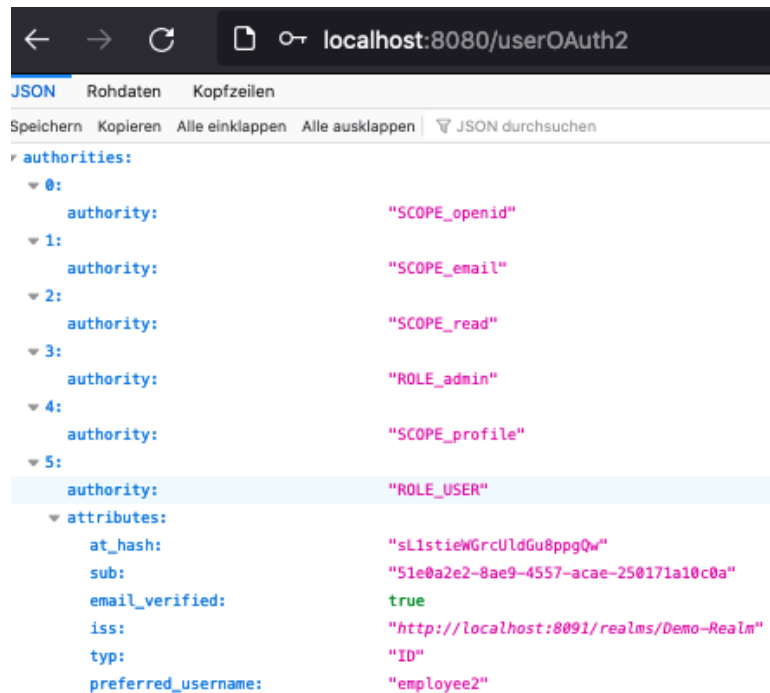 localhost:8080/userOAuth2
JSON Rohdaten Kopfzeilen
Speichern Kopieren Alle einklappen Alle ausklappen JSON durchsuchen
authorities:
0:
authority: "SCOPE_openid"
1:
authority: "SCOPE_email"
2:
authority: "SCOPE_read"
3:
authority: "ROLE_admin"
4:
authority: "SCOPE_profile"
5:
authority: "ROLE_USER"
attributes:
at_hash: "sL1stieWGrcUldGu8ppgQw"
sub: "51e0a2e2-8ae9-4557-acae-250171a10c0a"
email_verified: true
iss: "http://localhost:8091/realms/Demo-Realm"
typ: "ID"
preferred_username: "employee2"